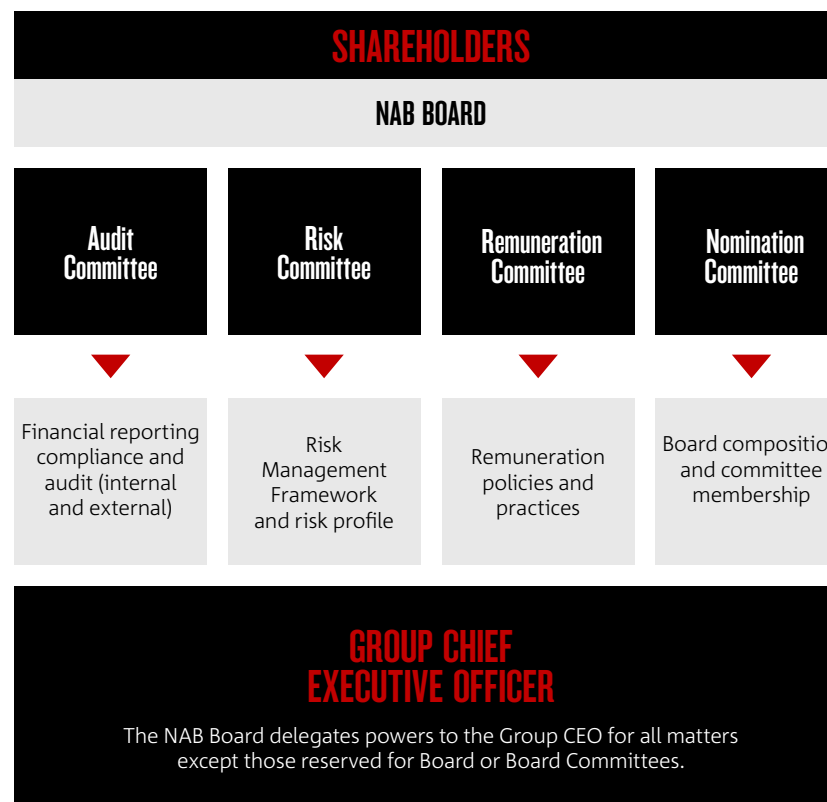 SHAREHOLDERS
NAB BOARD
Audit
Committee
Risk
Committee
Remuneration
Committee
Nomination
Committee
Financial reporting
compliance and
audit (internal
and external)
Risk
Management
Framework
and risk profile
Remuneration
policies and
practices
Board compositio
and committee
membership
GROUP CHIEF
EXECUTIVE OFFICER
The NAB Board delegates powers to the Group CEO for all matters
except those reserved for Board or Board Committees.